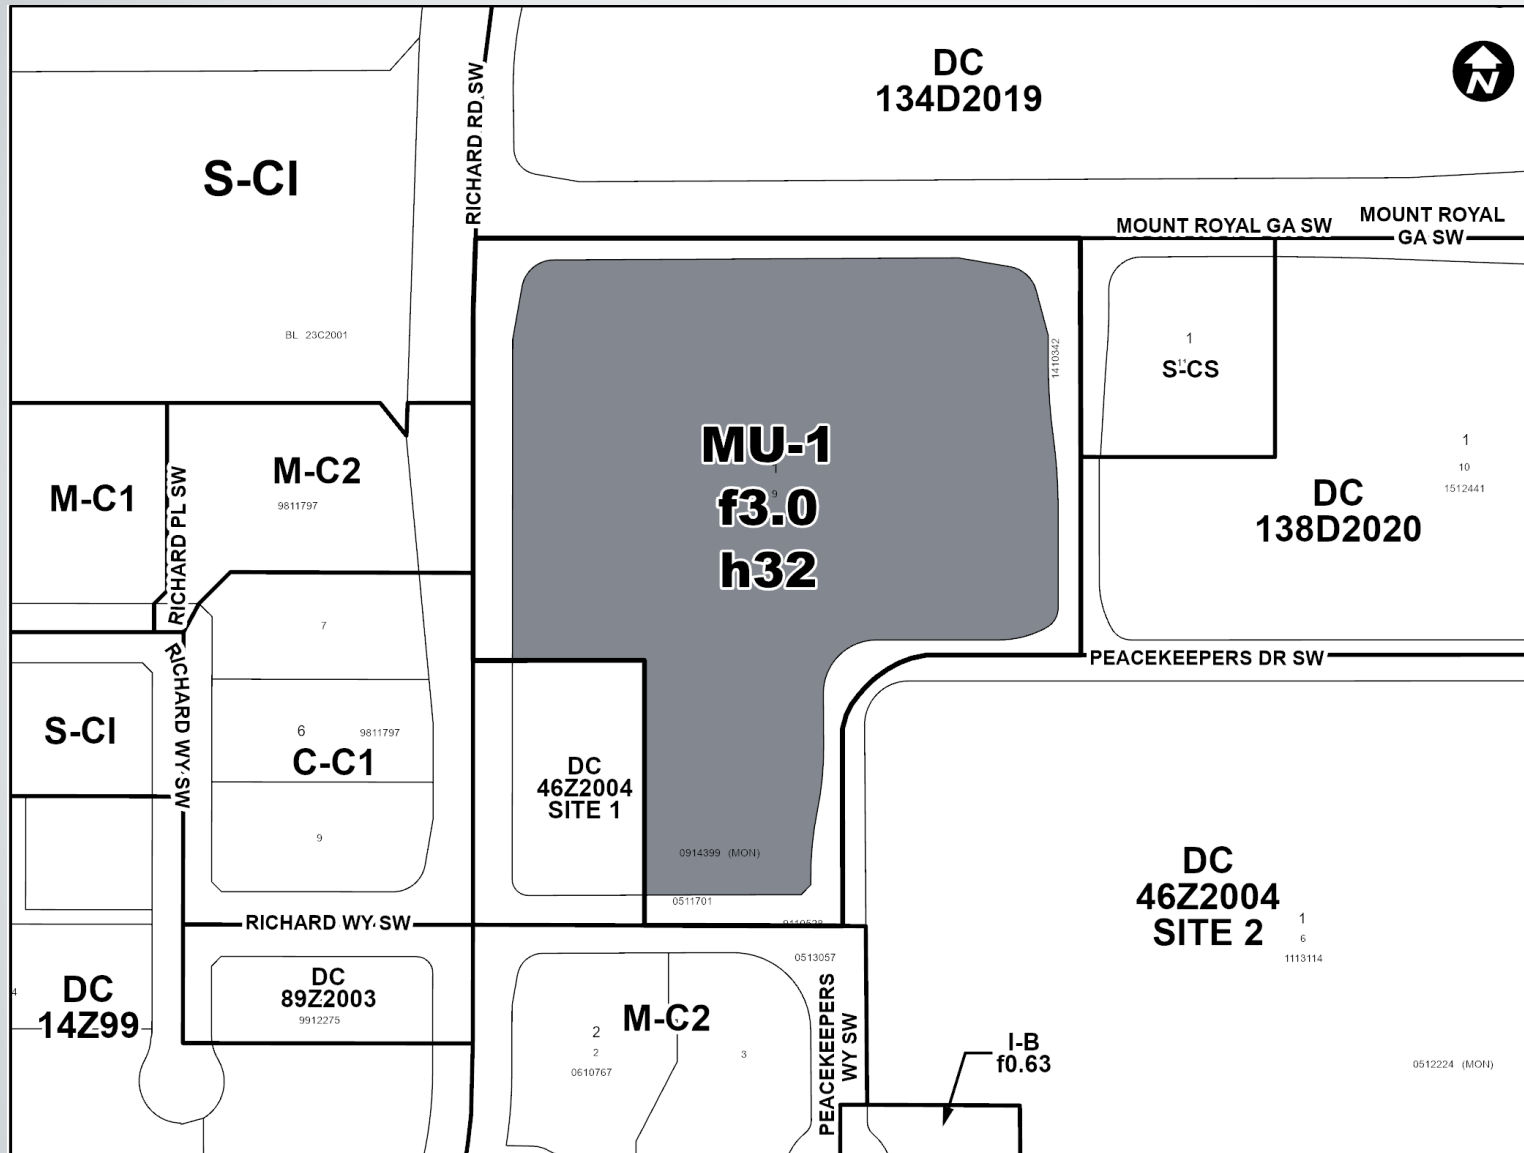 DC
134D2019
N
RICHARD RD SW
S-CI
MOUNT ROYAL GA SW
MOUNT ROYAL
GA SW
BL 23C2001
1410342
1
11
S-CS
M-C1
RICHARD PL SW
M-C2
9811797
MU-1
1
f3.0
9
h32
1
10
1512441
DC
138D2020
7
PEACEKEEPERS DR SW
RICHARD WY SW
S-CI
6
9811797
C-C1
9
DC
46Z2004
SITE 1
0914399 (MON)
0511701
DC
46Z2004
SITE 2
1
6
1113114
RICHARD WY SW
0513057
DC
89Z2003
9912275
4
DC
14Z99
M-C2
2
2
0610767
3
PEACEKEEPERS
WY SW
I-B
f0.63
0512224 (MON)